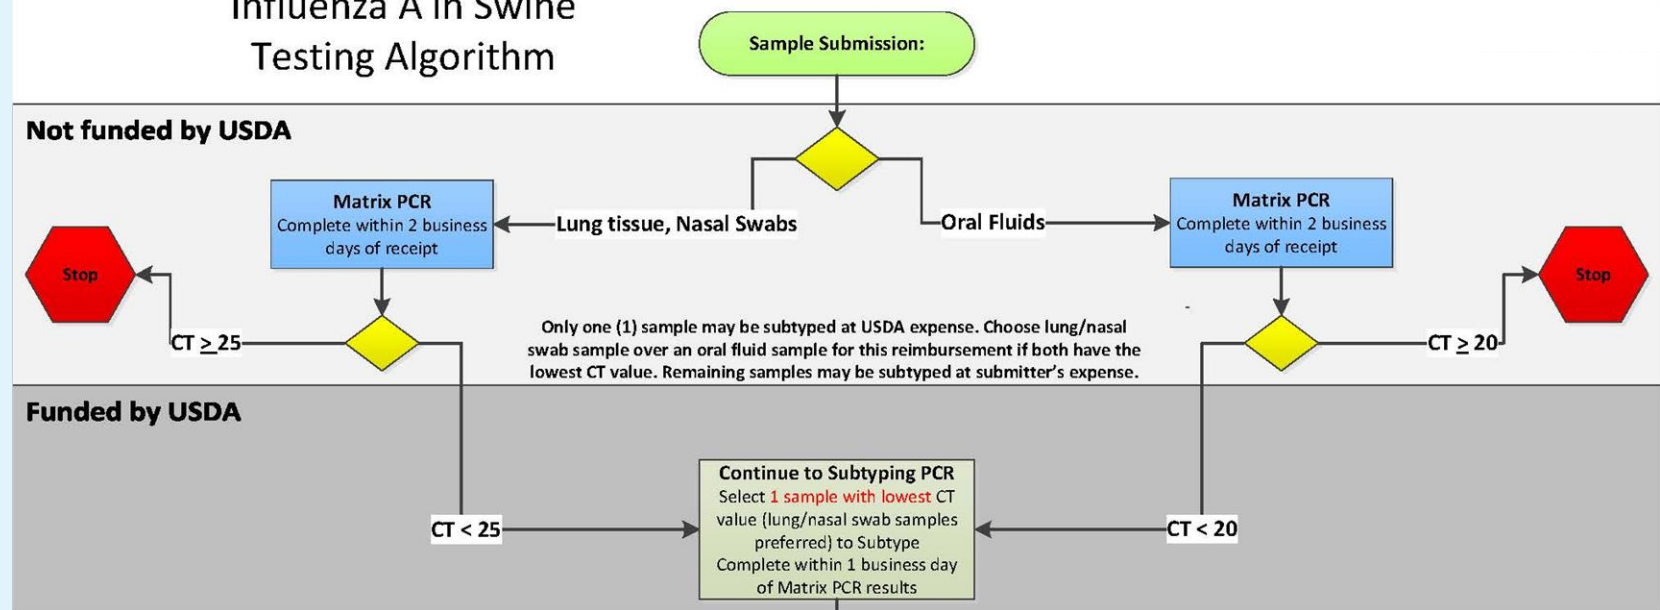 Influenza A in Swine
Testing Algorithm
Sample Submission:
Not funded by USDA
Matrix PCR
Complete within 2 business
days of receipt
Lung tissue, Nasal Swabs
Oral Fluids
Matrix PCR
Complete within 2 business
days of receipt
Stop
Stop
CT ≥ 25
Only one (1) sample may be subtyped at USDA expense. Choose lung/nasal
swab sample over an oral fluid sample for this reimbursement if both have the
lowest CT value. Remaining samples may be subtyped at submitter’s expense.
CT ≥ 20
Funded by USDA
Continue to Subtyping PCR
Select 1 sample with lowest CT
value (lung/nasal swab samples
preferred) to Subtype
Complete within 1 business day
of Matrix PCR results
CT < 25
CT < 20